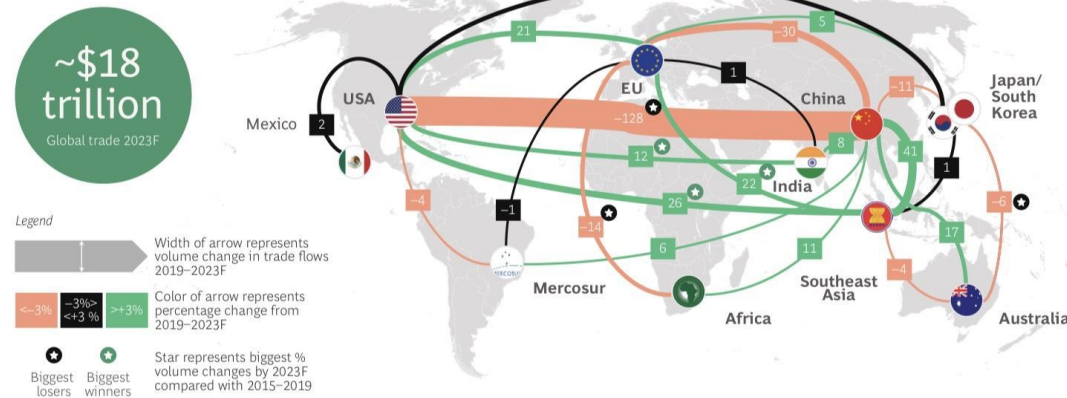 ~$18
trillion
Global trade 2023F
Mexico
2
USA
21
EU
–30
5
1
China
–11
Japan/
South
Korea
–128
12
8
41
India
22
1
–4
26
–1
–14
–6
6
11
17
–4
MERCOSUR
Mercosur
Southeast
Asia
Africa
Australia
Legend
Width of arrow represents
volume change in trade flows
2019–2023F
<–3%
–3%>
<+3 %
>+3%
Color of arrow represents
percentage change from
2019–2023F
Biggest
losers
Biggest
winners
Star represents biggest %
volume changes by 2023F
compared with 2015–2019